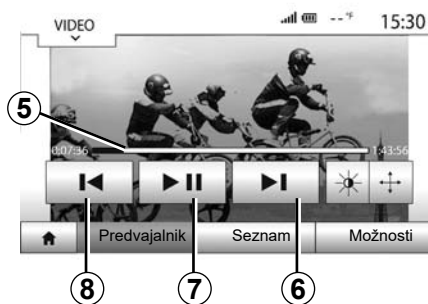 VIDEO
-- °F 15:30
5
0:07:36 1:43:56
Predvajalnik Seznam Možnosti
8 7 6